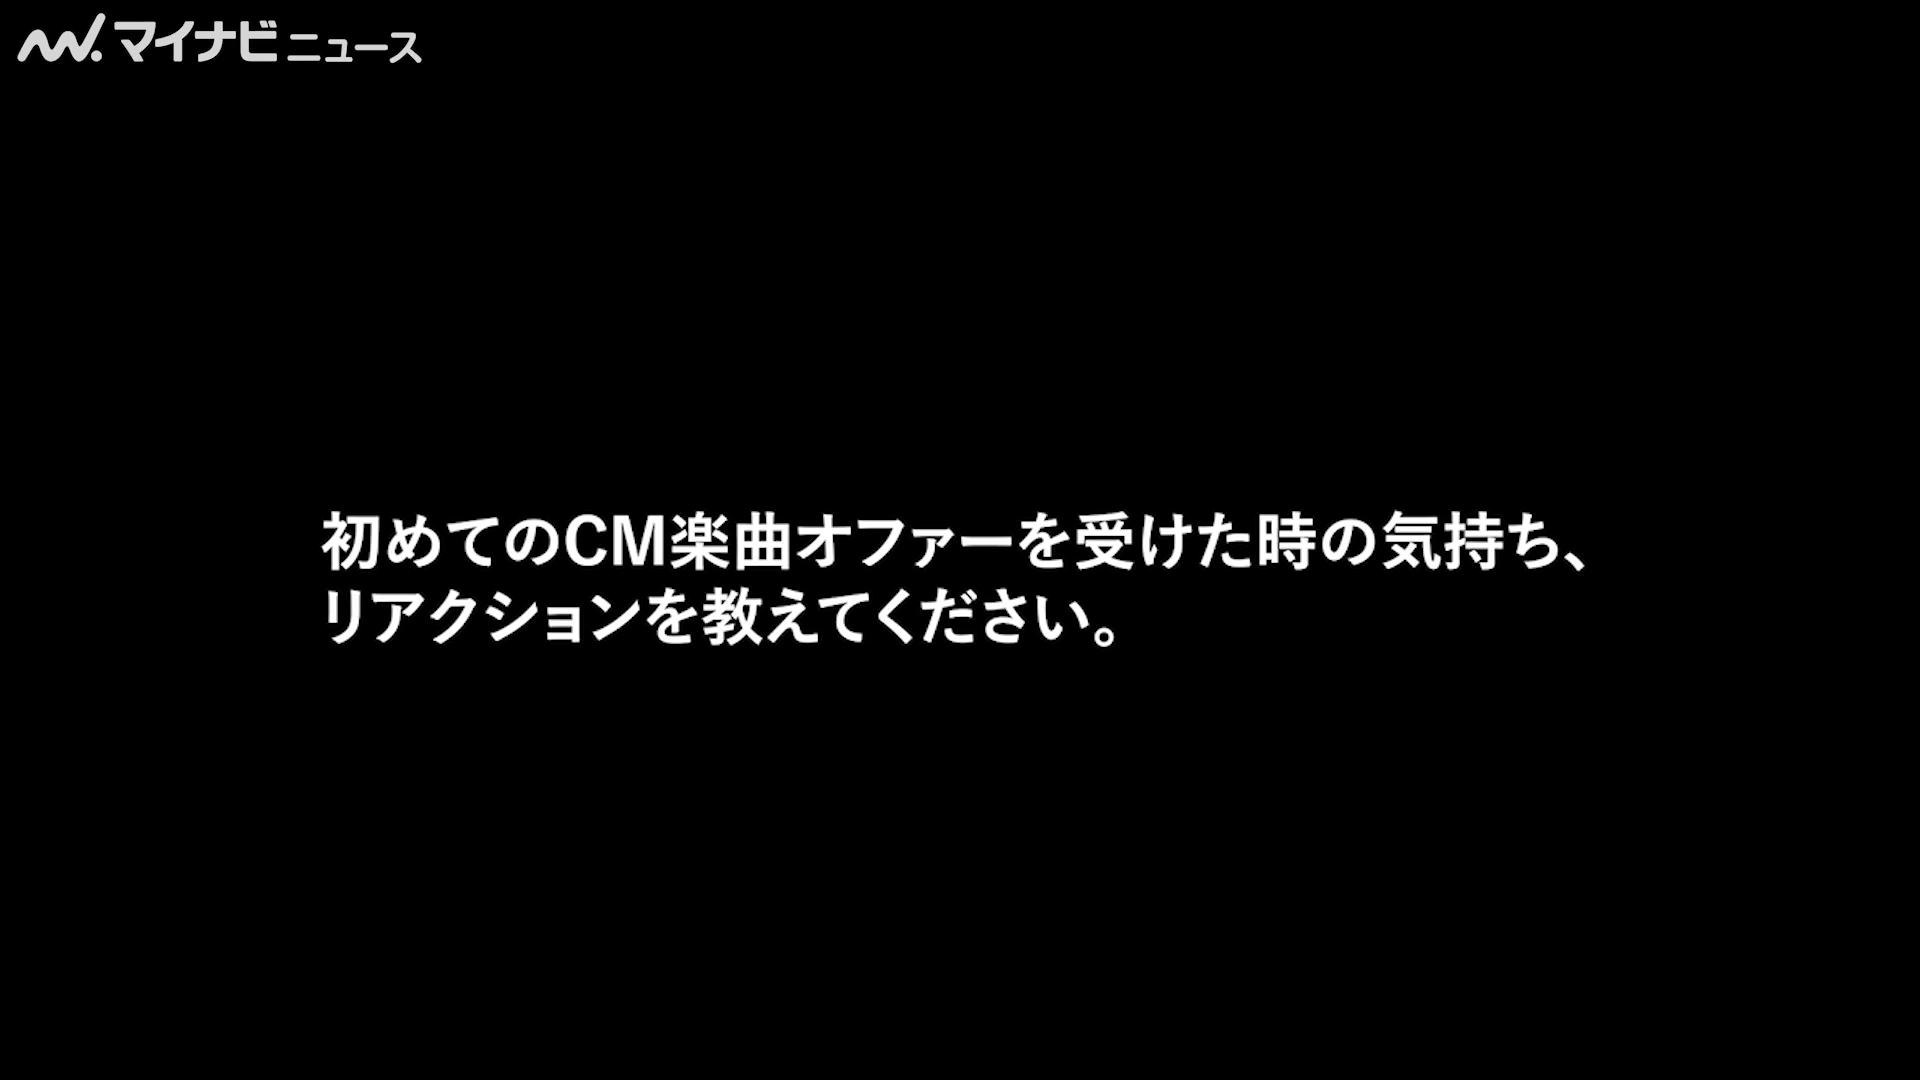 マイナビニュース
初めてのCM楽曲オファーを受けた時の気持ち、
リアクションを教えてください。